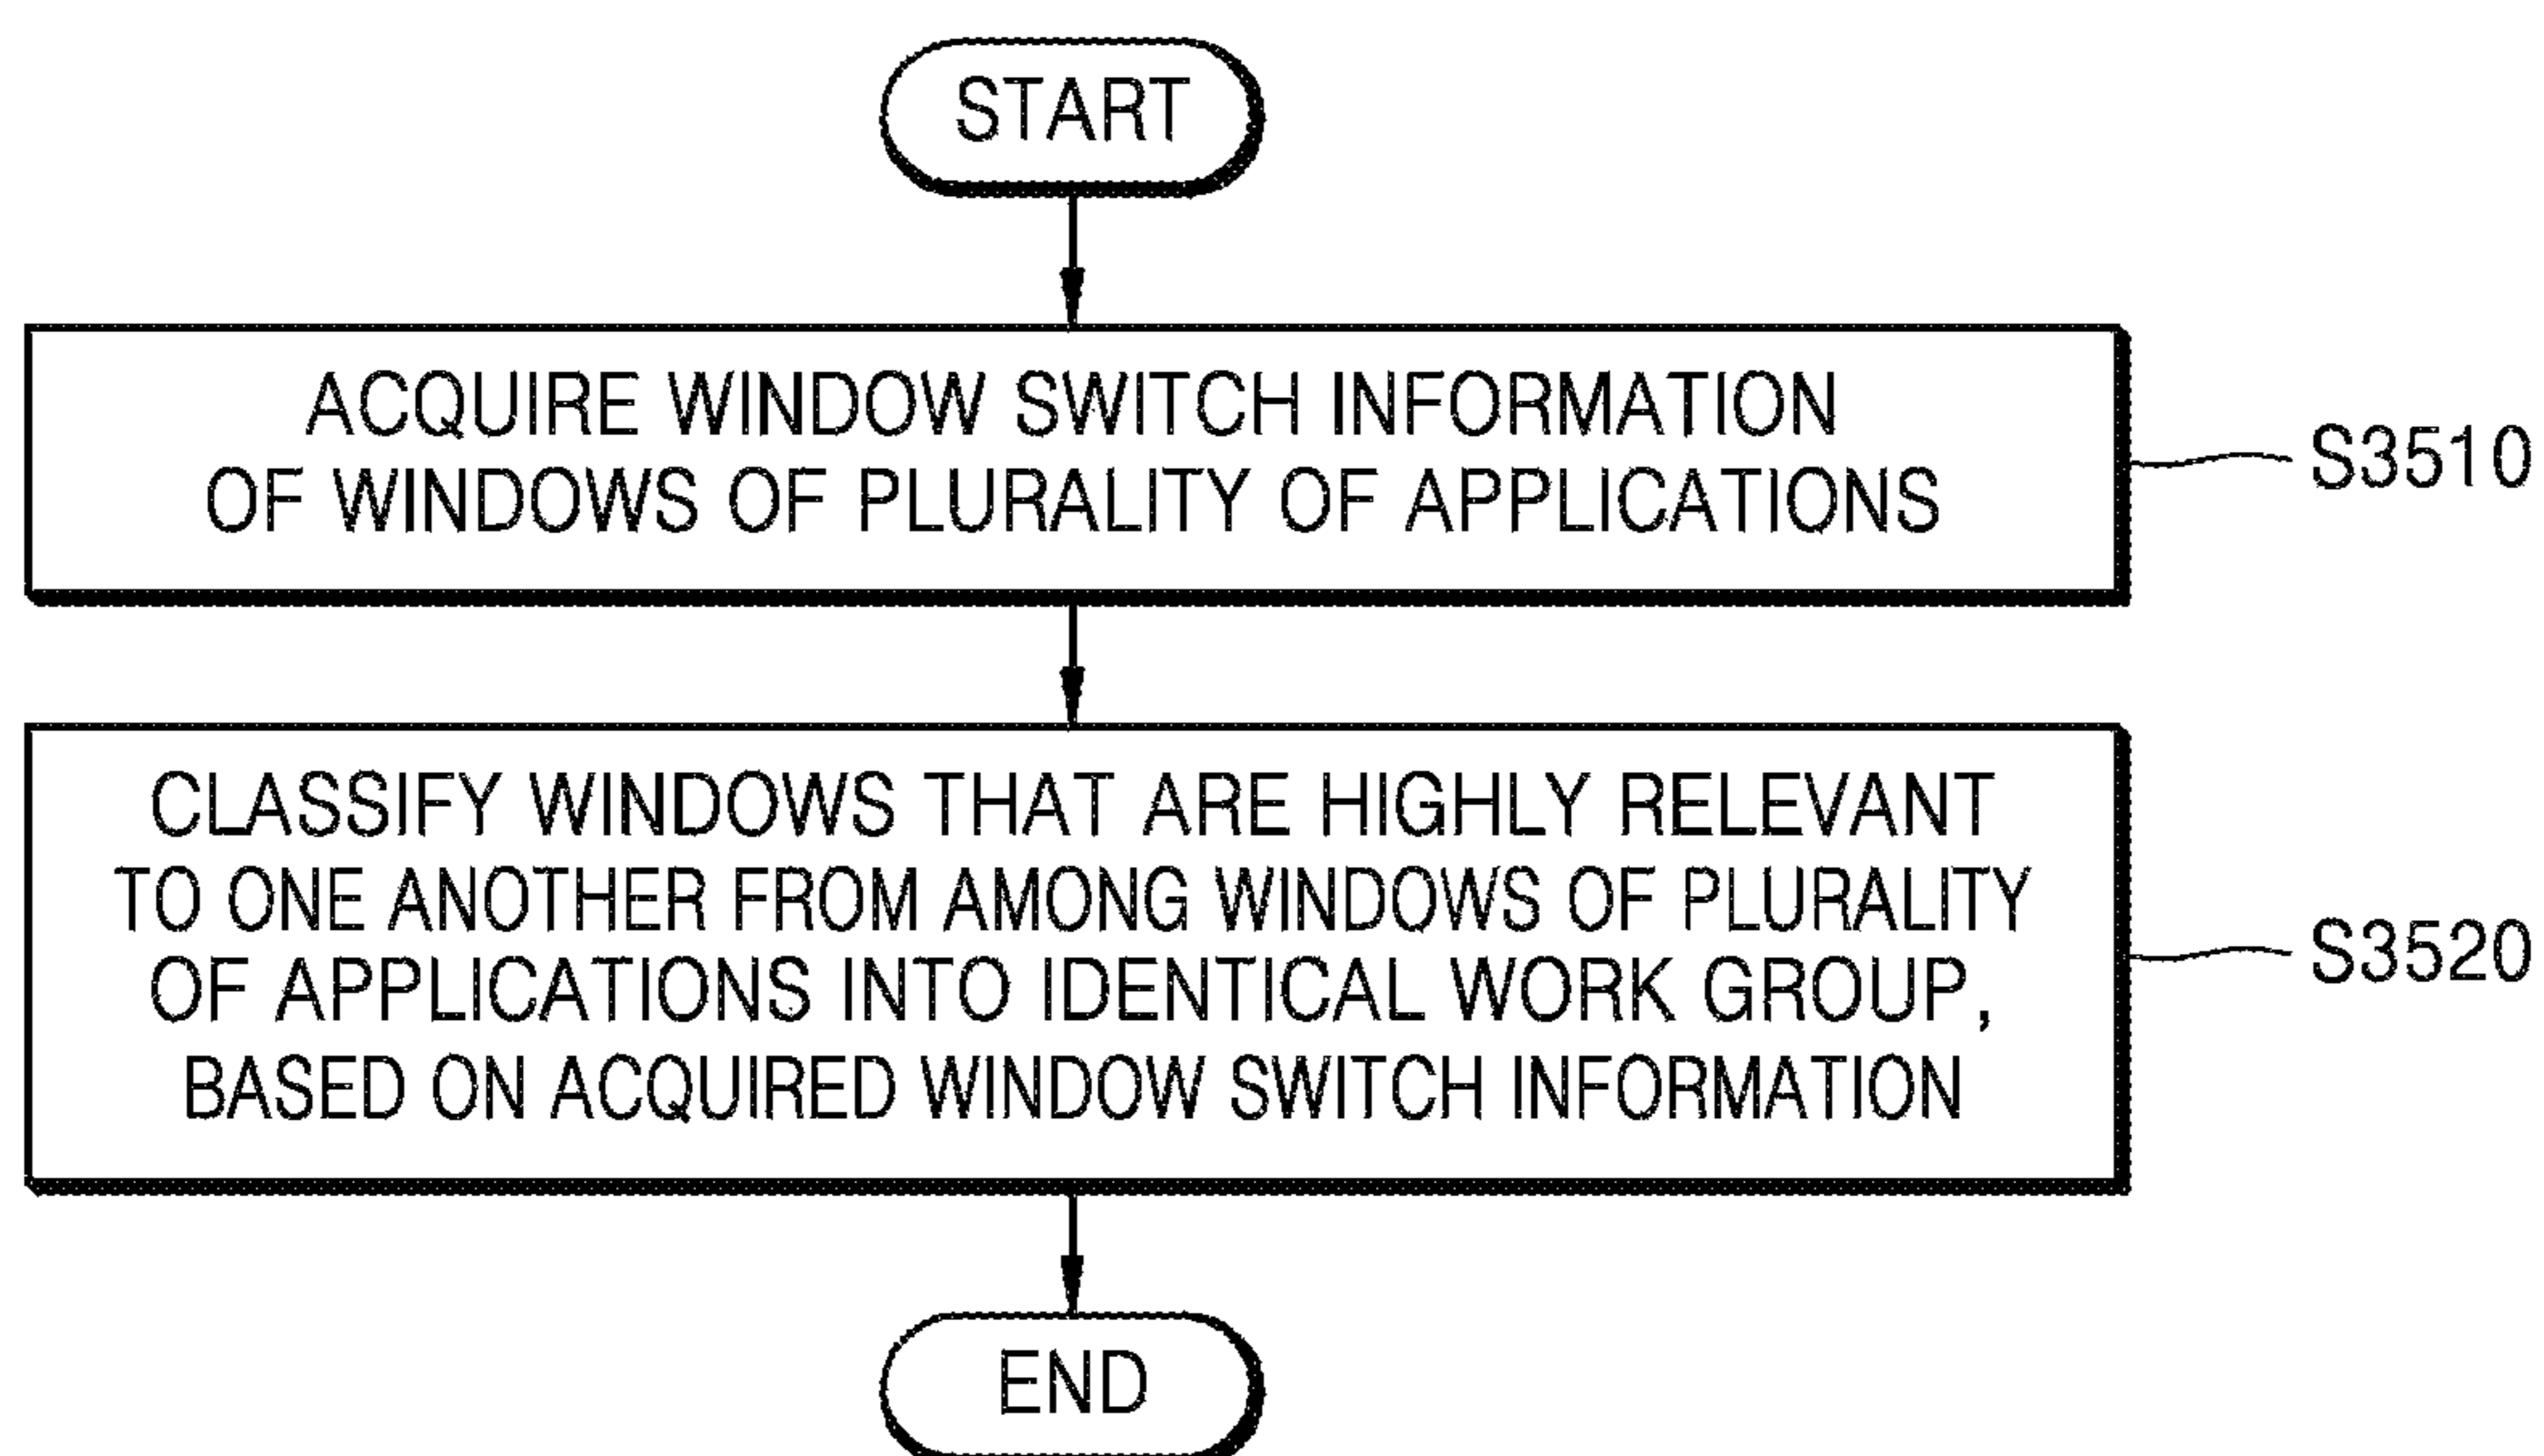 START
ACQUIRE WINDOW SWITCH INFORMATION
OF WINDOWS OF PLURALITY OF APPLICATIONS
S3510
CLASSIFY WINDOWS THAT ARE HIGHLY RELEVANT
TO ONE ANOTHER FROM AMONG WINDOWS OF PLURALITY
OF APPLICATIONS INTO IDENTICAL WORK GROUP,
BASED ON ACQUIRED WINDOW SWITCH INFORMATION
S3520
END